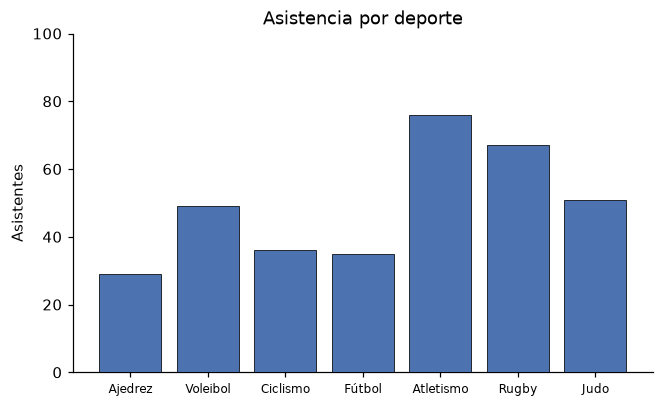 Asistencia por deporte
100
80
60
40
20
0
Asistentes
Ajedrez Voleibol Ciclismo Fútbol Atletismo Rugby Judo